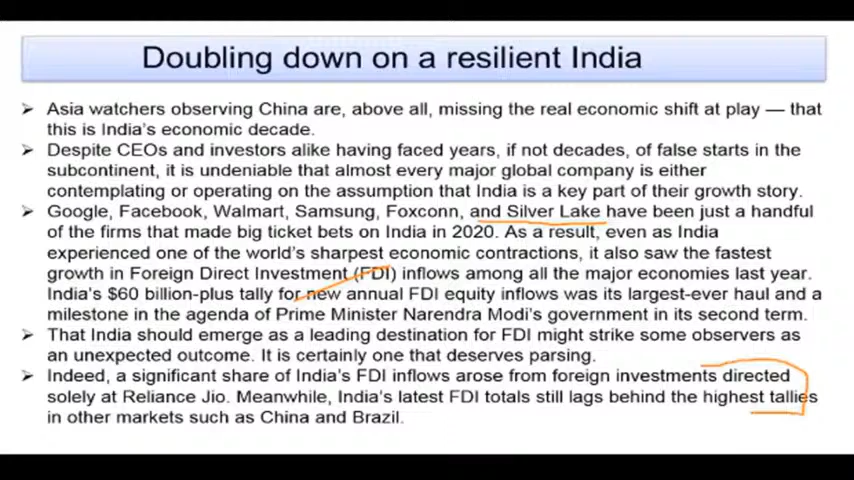 Doubling down on a resilient India
➢ Asia watchers observing China are, above all, missing the real economic shift at play — that
this is India's economic decade.
➢ Despite CEOs and investors alike having faced years, if not decades, of false starts in the
subcontinent, it is undeniable that almost every major global company is either
contemplating or operating on the assumption that India is a key part of their growth story.
➢ Google, Facebook, Walmart, Samsung, Foxconn, and Silver Lake have been just a handful
of the firms that made big ticket bets on India in 2020. As a result, even as India
experienced one of the world's sharpest economic contractions, it also saw the fastest
growth in Foreign Direct Investment (FDI) inflows among all the major economies last year.
India's $60 billion-plus tally for new annual FDI equity inflows was its largest-ever haul and a
milestone in the agenda of Prime Minister Narendra Modi's government in its second term.
➢ That India should emerge as a leading destination for FDI might strike some observers as
an unexpected outcome. It is certainly one that deserves parsing.
➢ Indeed, a significant share of India's FDI inflows arose from foreign investments directed
solely at Reliance Jio. Meanwhile, India's latest FDI totals still lags behind the highest tallies
in other markets such as China and Brazil.